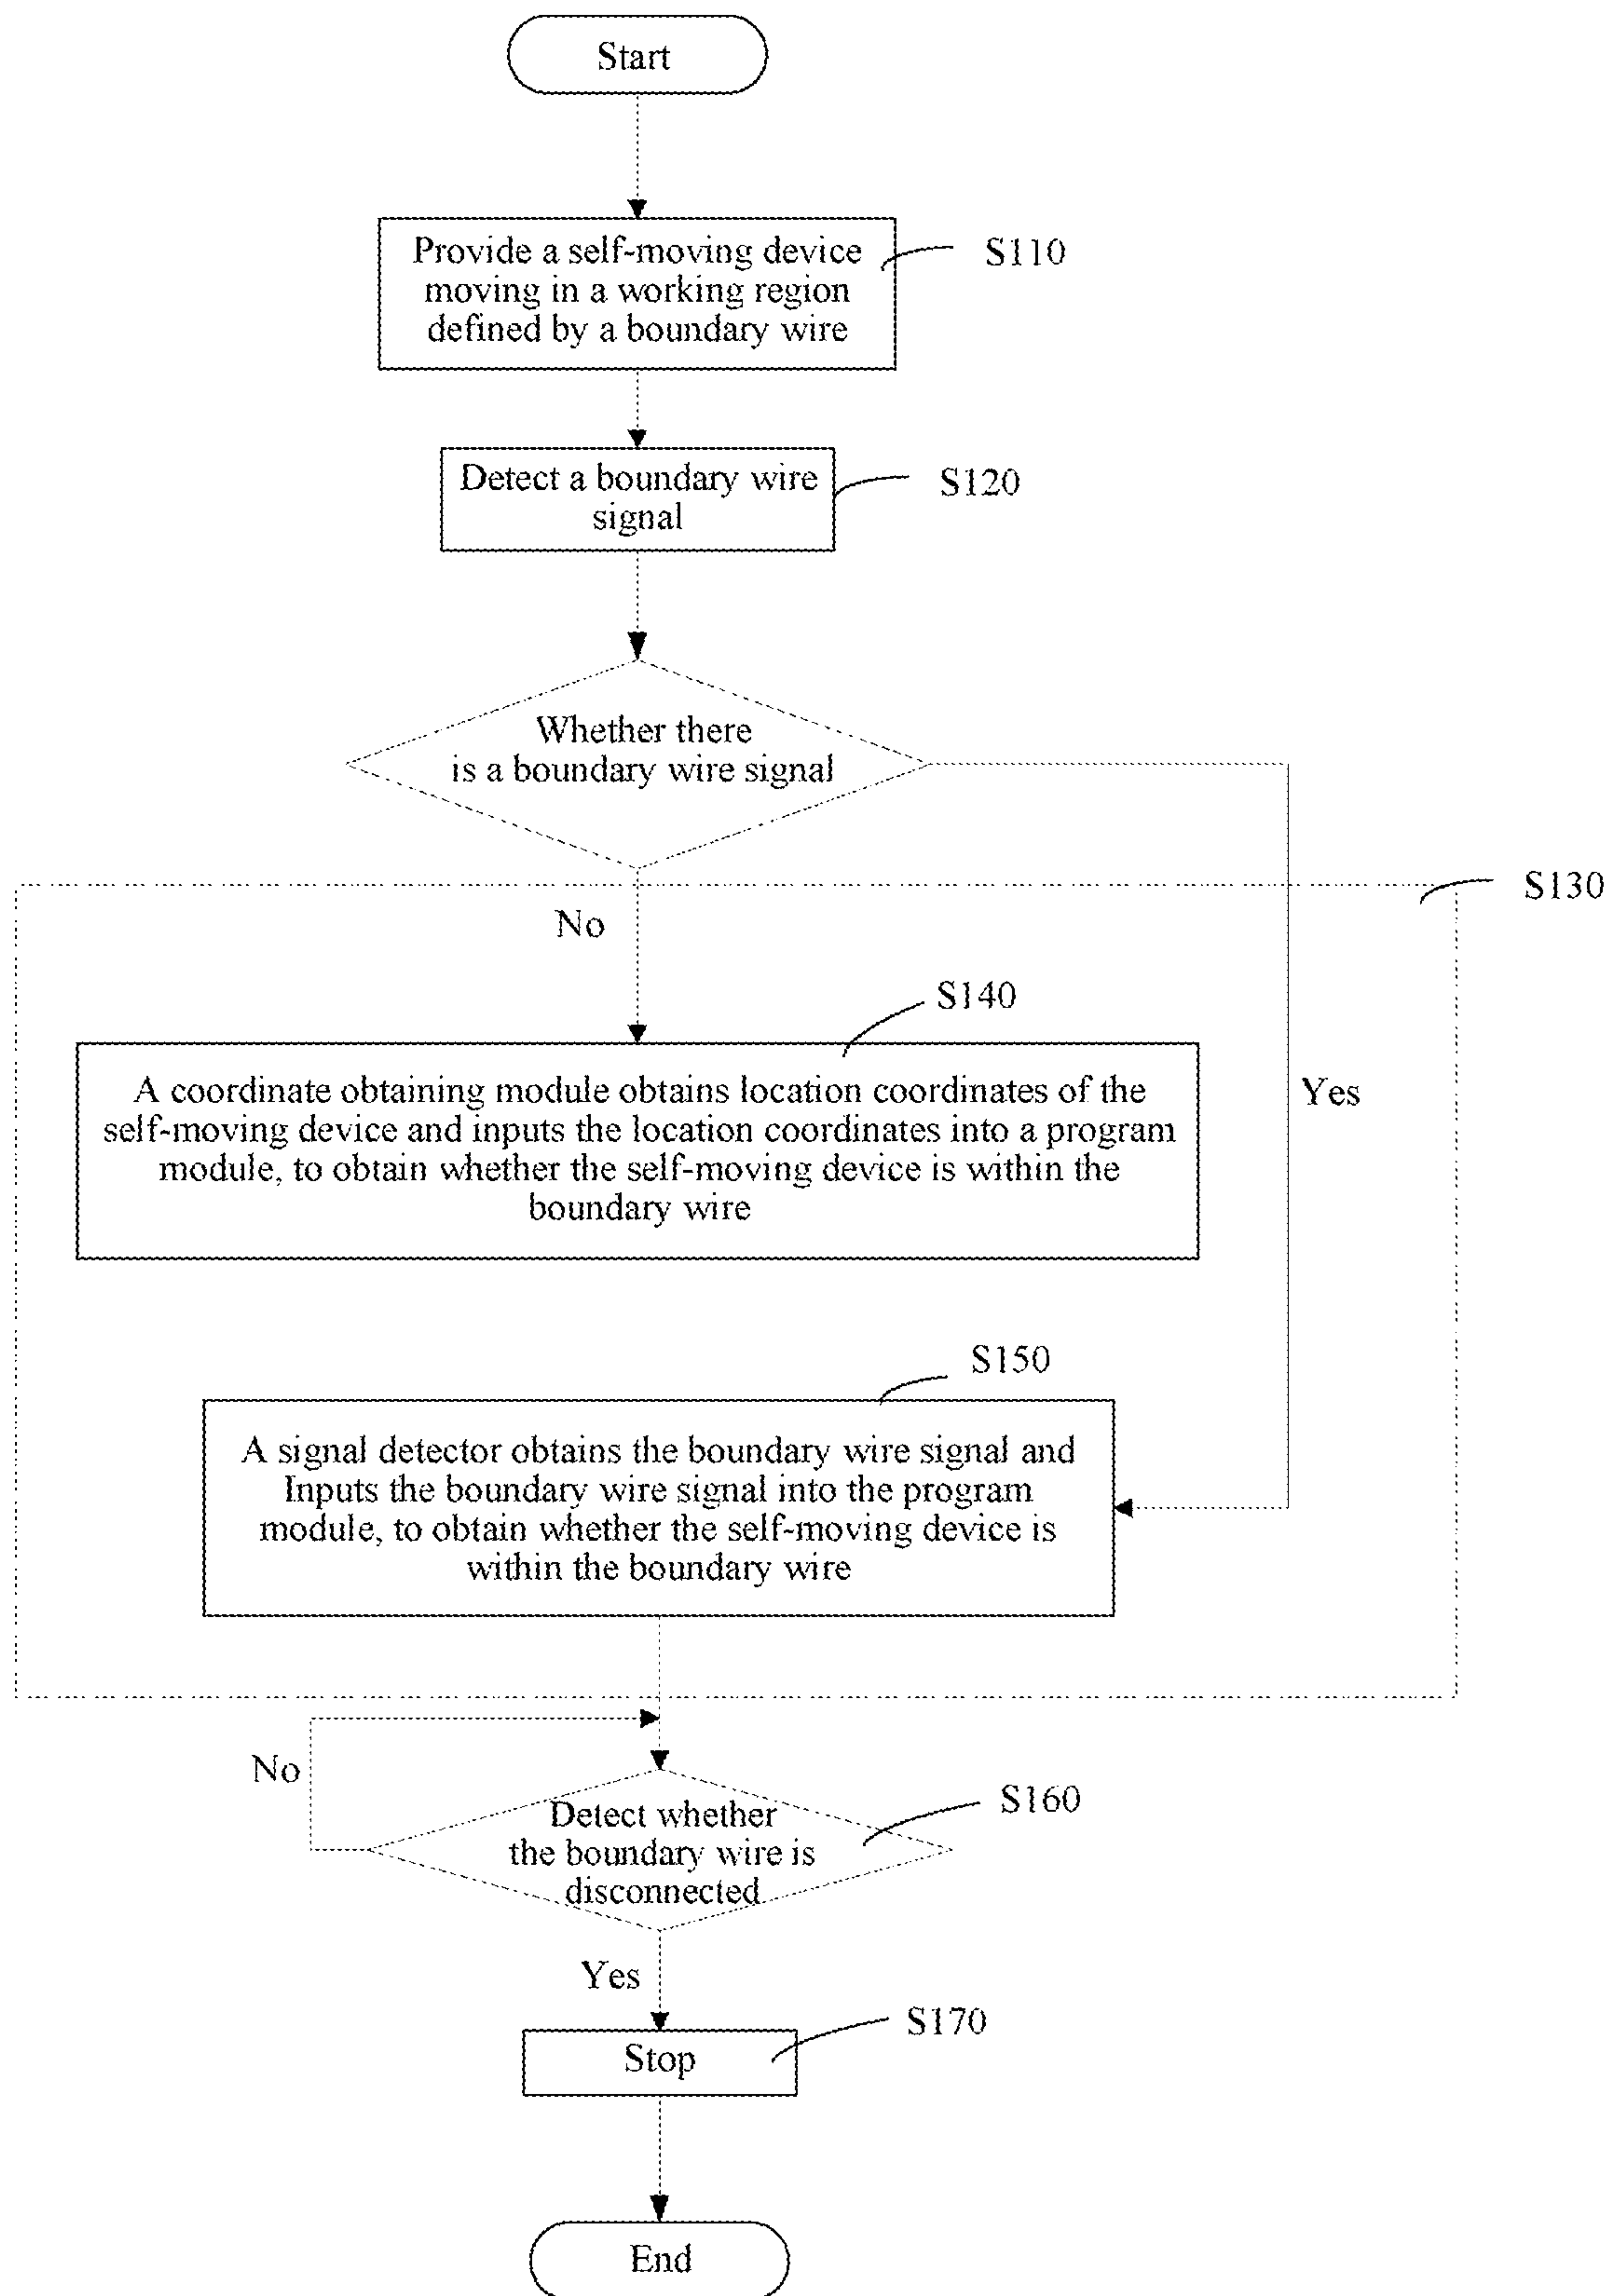 Start
Provide a self-moving device
moving in a working region
defined by a boundary wire
S110
Detect a boundary wire
signal
S120
Whether there
is a boundary wire signal
S130
No
S140
A coordinate obtaining module obtains location coordinates of the
self-moving device and inputs the location coordinates into a program
module, to obtain whether the self-moving device is within the
boundary wire
Yes
S150
A signal detector obtains the boundary wire signal and
Inputs the boundary wire signal into the program
module, to obtain whether the self-moving device is
within the boundary wire
No
S160
Detect whether
the boundary wire is
disconnected
Yes
S170
Stop
End